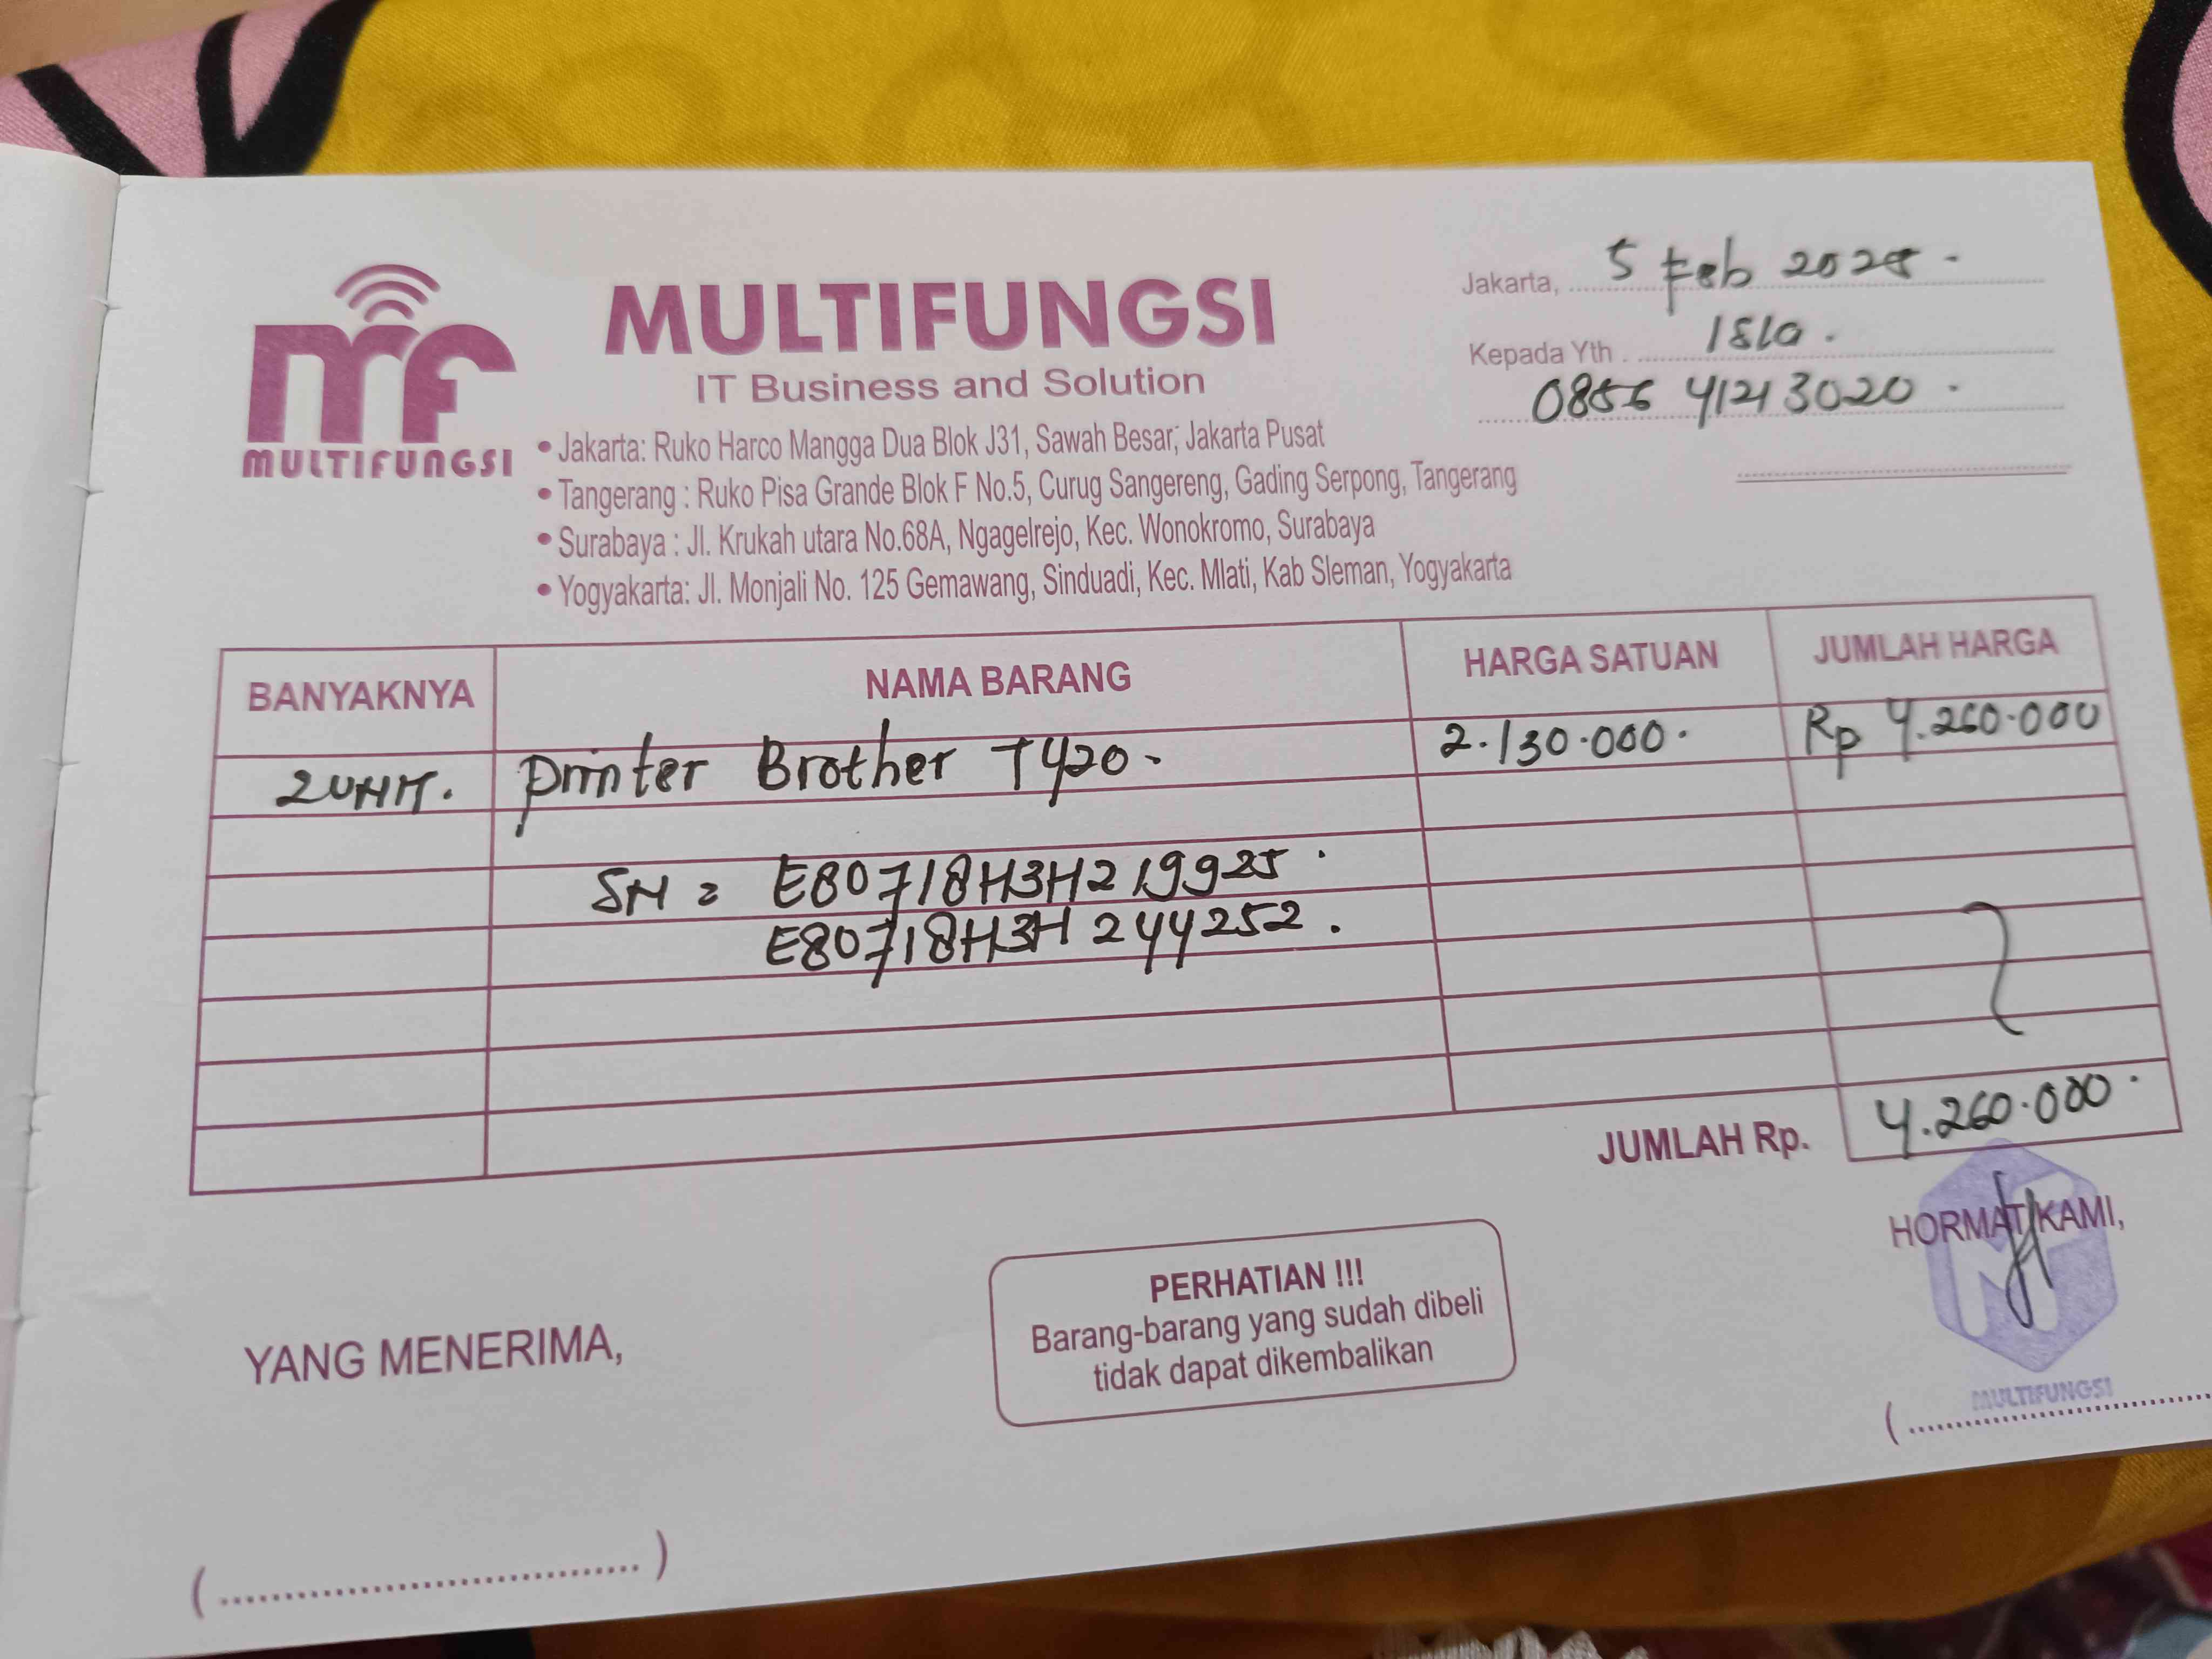 MULTIFUNGSI
MULTIFUNGSI
IT Business and Solution
• Jakarta: Ruko Harco Mangga Dua Blok J31, Sawah Besar, Jakarta Pusat
• Tangerang : Ruko Pisa Grande Blok F No.5, Curug Sangereng, Gading Serpong, Tangerang
• Surabaya : Jl. Krukah utara No.68A, Ngagelrejo, Kec. Wonokromo, Surabaya
• Yogyakarta: Jl. Monjali No. 125 Gemawang, Sinduadi, Kec. Mlati, Kab Sleman, Yogyakarta
Jakarta, 5 Feb 2025.
Kepada Yth.
0856 41213020.
BANYAKNYA NAMA BARANG HARGA SATUAN JUMLAH HARGA
2 UNIT. Printer Brother T420. 2.130.000. Rp 4.260.000
SN = E80718H3H219925.
E80718H3H244252.
JUMLAH Rp. 4.260.000.
HORMAT KAMI,
MULTIFUNGSI
PERHATIAN !!!
Barang-barang yang sudah dibeli
tidak dapat dikembalikan
YANG MENERIMA,